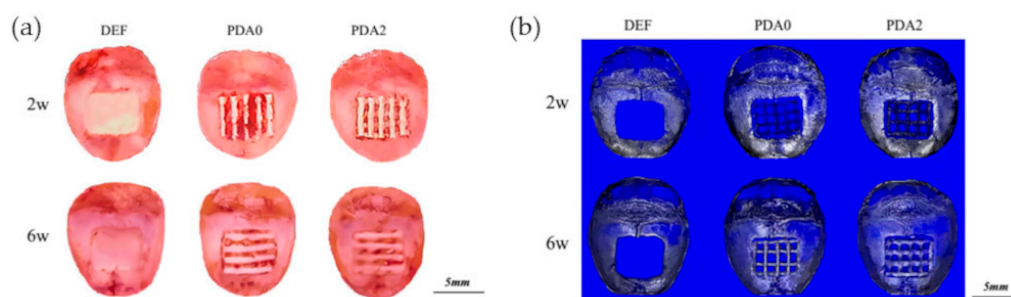 (a)
DEF PDA0 PDA2
2w
6w
5mm
(b)
DEF PDA0 PDA2
2w
6w
5mm